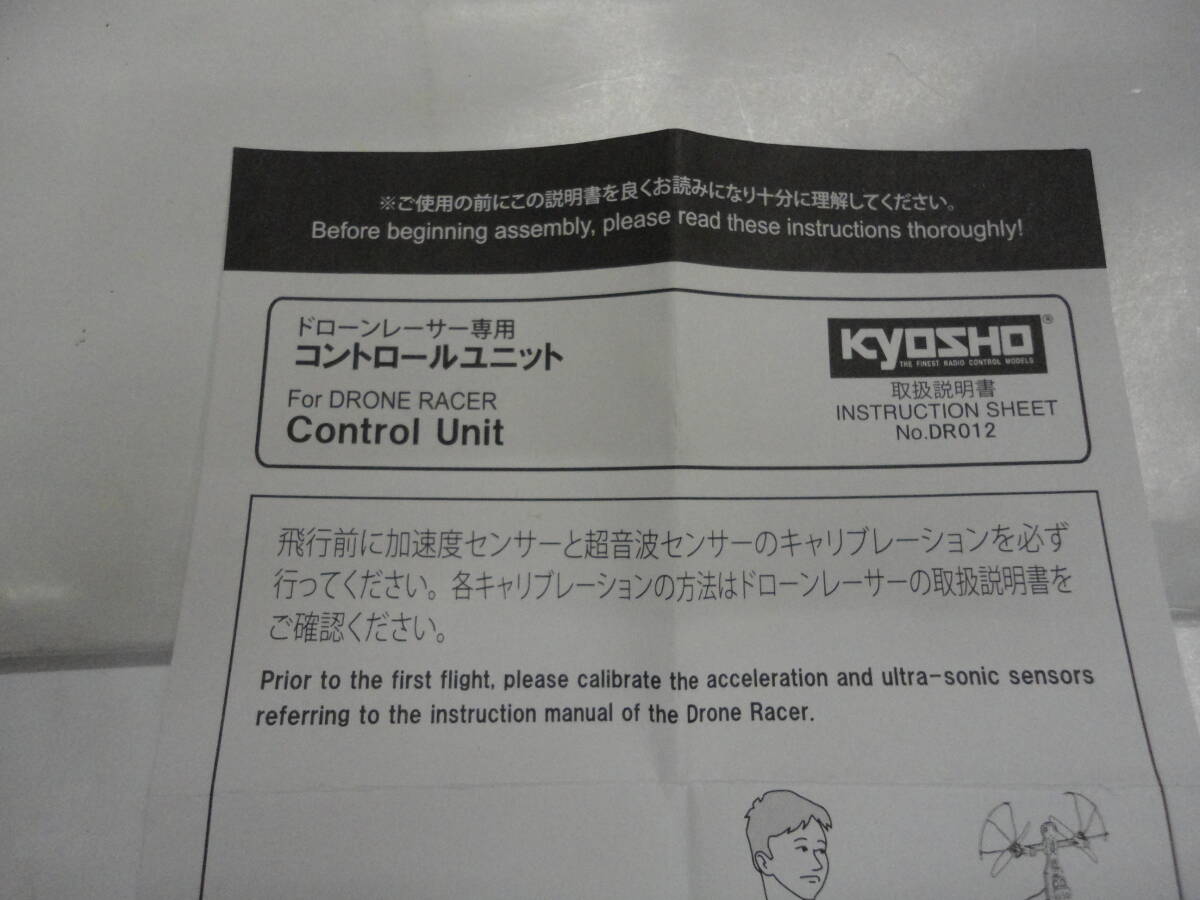 ※ご使用の前にこの説明書を良くお読みになり十分に理解してください。
Before beginning assembly, please read these instructions thoroughly!
ドローンレーサー専用
コントロールユニット
For DRONE RACER
Control Unit
KYOSHO®
THE FINEST RADIO CONTROL MODELS
取扱説明書
INSTRUCTION SHEET
No.DR012
飛行前に加速度センサーと超音波センサーのキャリブレーションを必ず
行ってください。各キャリブレーションの方法はドローンレーサーの取扱説明書を
ご確認ください。
Prior to the first flight, please calibrate the acceleration and ultra-sonic sensors
referring to the instruction manual of the Drone Racer.